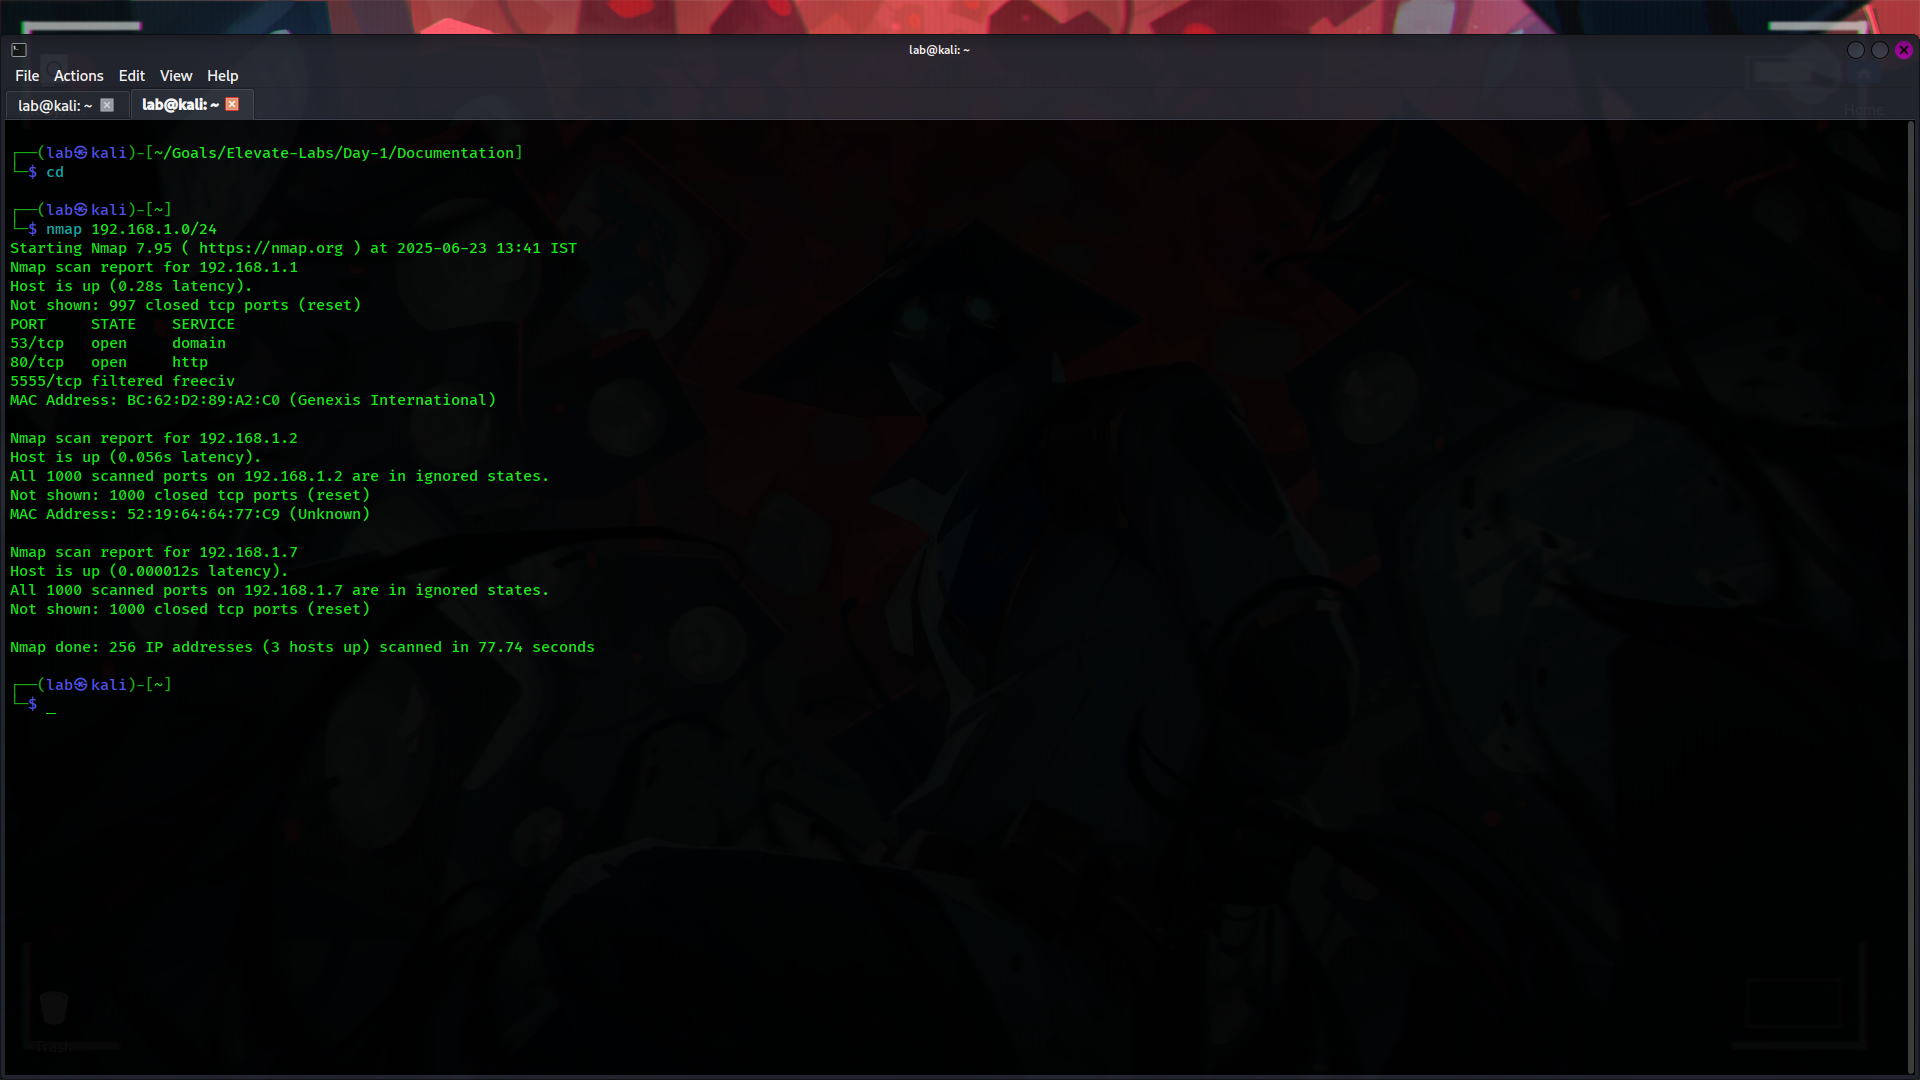 lab@kali: ~
File Actions Edit View Help
lab@kali: ~ lab@kali: ~
Home
┌──(lab㉿kali)-[~/Goals/Elevate-Labs/Day-1/Documentation]
└─$ cd
┌──(lab㉿kali)-[~]
└─$ nmap 192.168.1.0/24
Starting Nmap 7.95 ( https://nmap.org ) at 2025-06-23 13:41 IST
Nmap scan report for 192.168.1.1
Host is up (0.28s latency).
Not shown: 997 closed tcp ports (reset)
PORT     STATE    SERVICE
53/tcp   open     domain
80/tcp   open     http
5555/tcp filtered freeciv
MAC Address: BC:62:D2:89:A2:C0 (Genexis International)
Nmap scan report for 192.168.1.2
Host is up (0.056s latency).
All 1000 scanned ports on 192.168.1.2 are in ignored states.
Not shown: 1000 closed tcp ports (reset)
MAC Address: 52:19:64:64:77:C9 (Unknown)
Nmap scan report for 192.168.1.7
Host is up (0.000012s latency).
All 1000 scanned ports on 192.168.1.7 are in ignored states.
Not shown: 1000 closed tcp ports (reset)
Nmap done: 256 IP addresses (3 hosts up) scanned in 77.74 seconds
┌──(lab㉿kali)-[~]
└─$ _
Trash